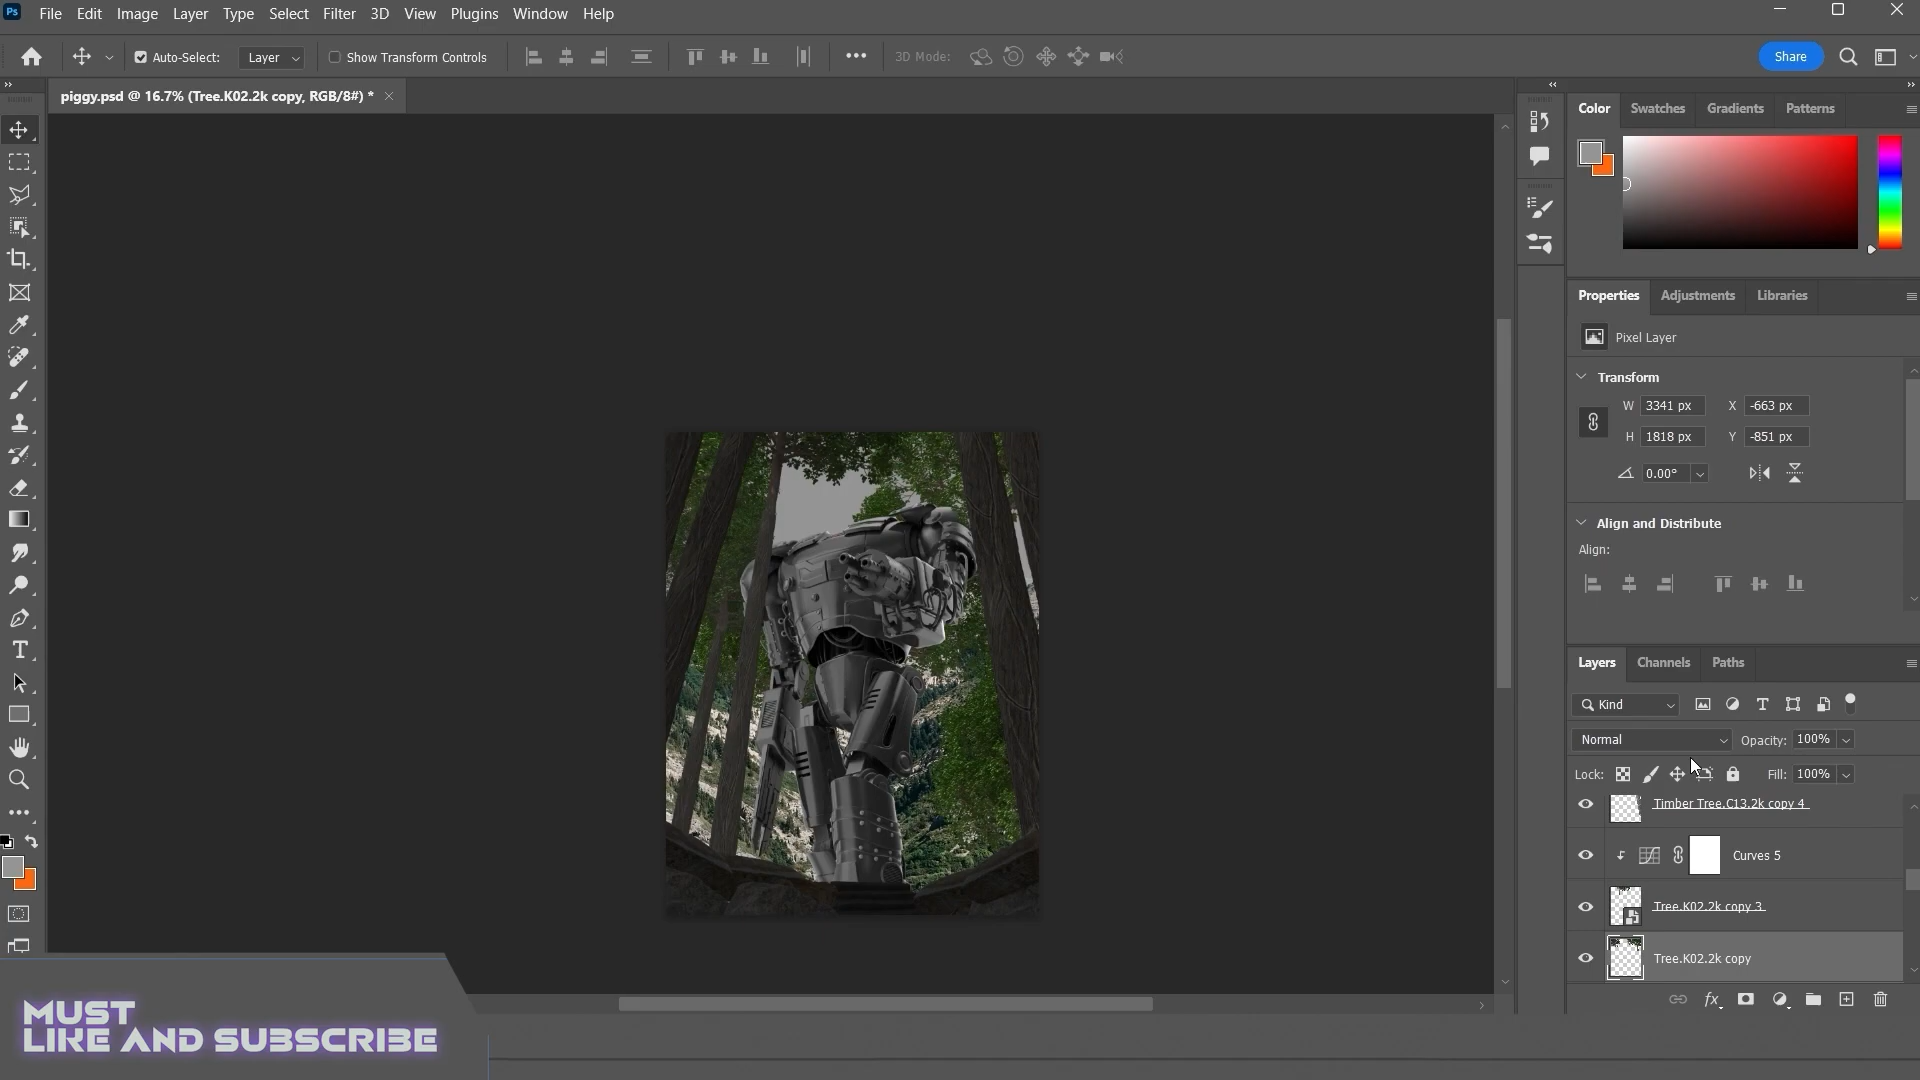 Ps File Edit Image Layer Type Select Filter 3D View Plugins Window Help
Auto-Select: Layer Show Transform Controls 3D Mode: Share
piggy.psd @ 16.7% (Tree.K02.2k copy, RGB/8#) *
Color Swatches Gradients Patterns
Properties Adjustments Libraries
Pixel Layer
Transform
W 3341 px X -663 px
H 1818 px Y -851 px
0.00°
Align and Distribute
Align:
Layers Channels Paths
Kind
Normal Opacity: 100%
Lock: Fill: 100%
Timber Tree.C13.2k copy 4
Curves 5
Tree.K02.2k copy 3
Tree.K02.2k copy
MUST
LIKE AND SUBSCRIBE